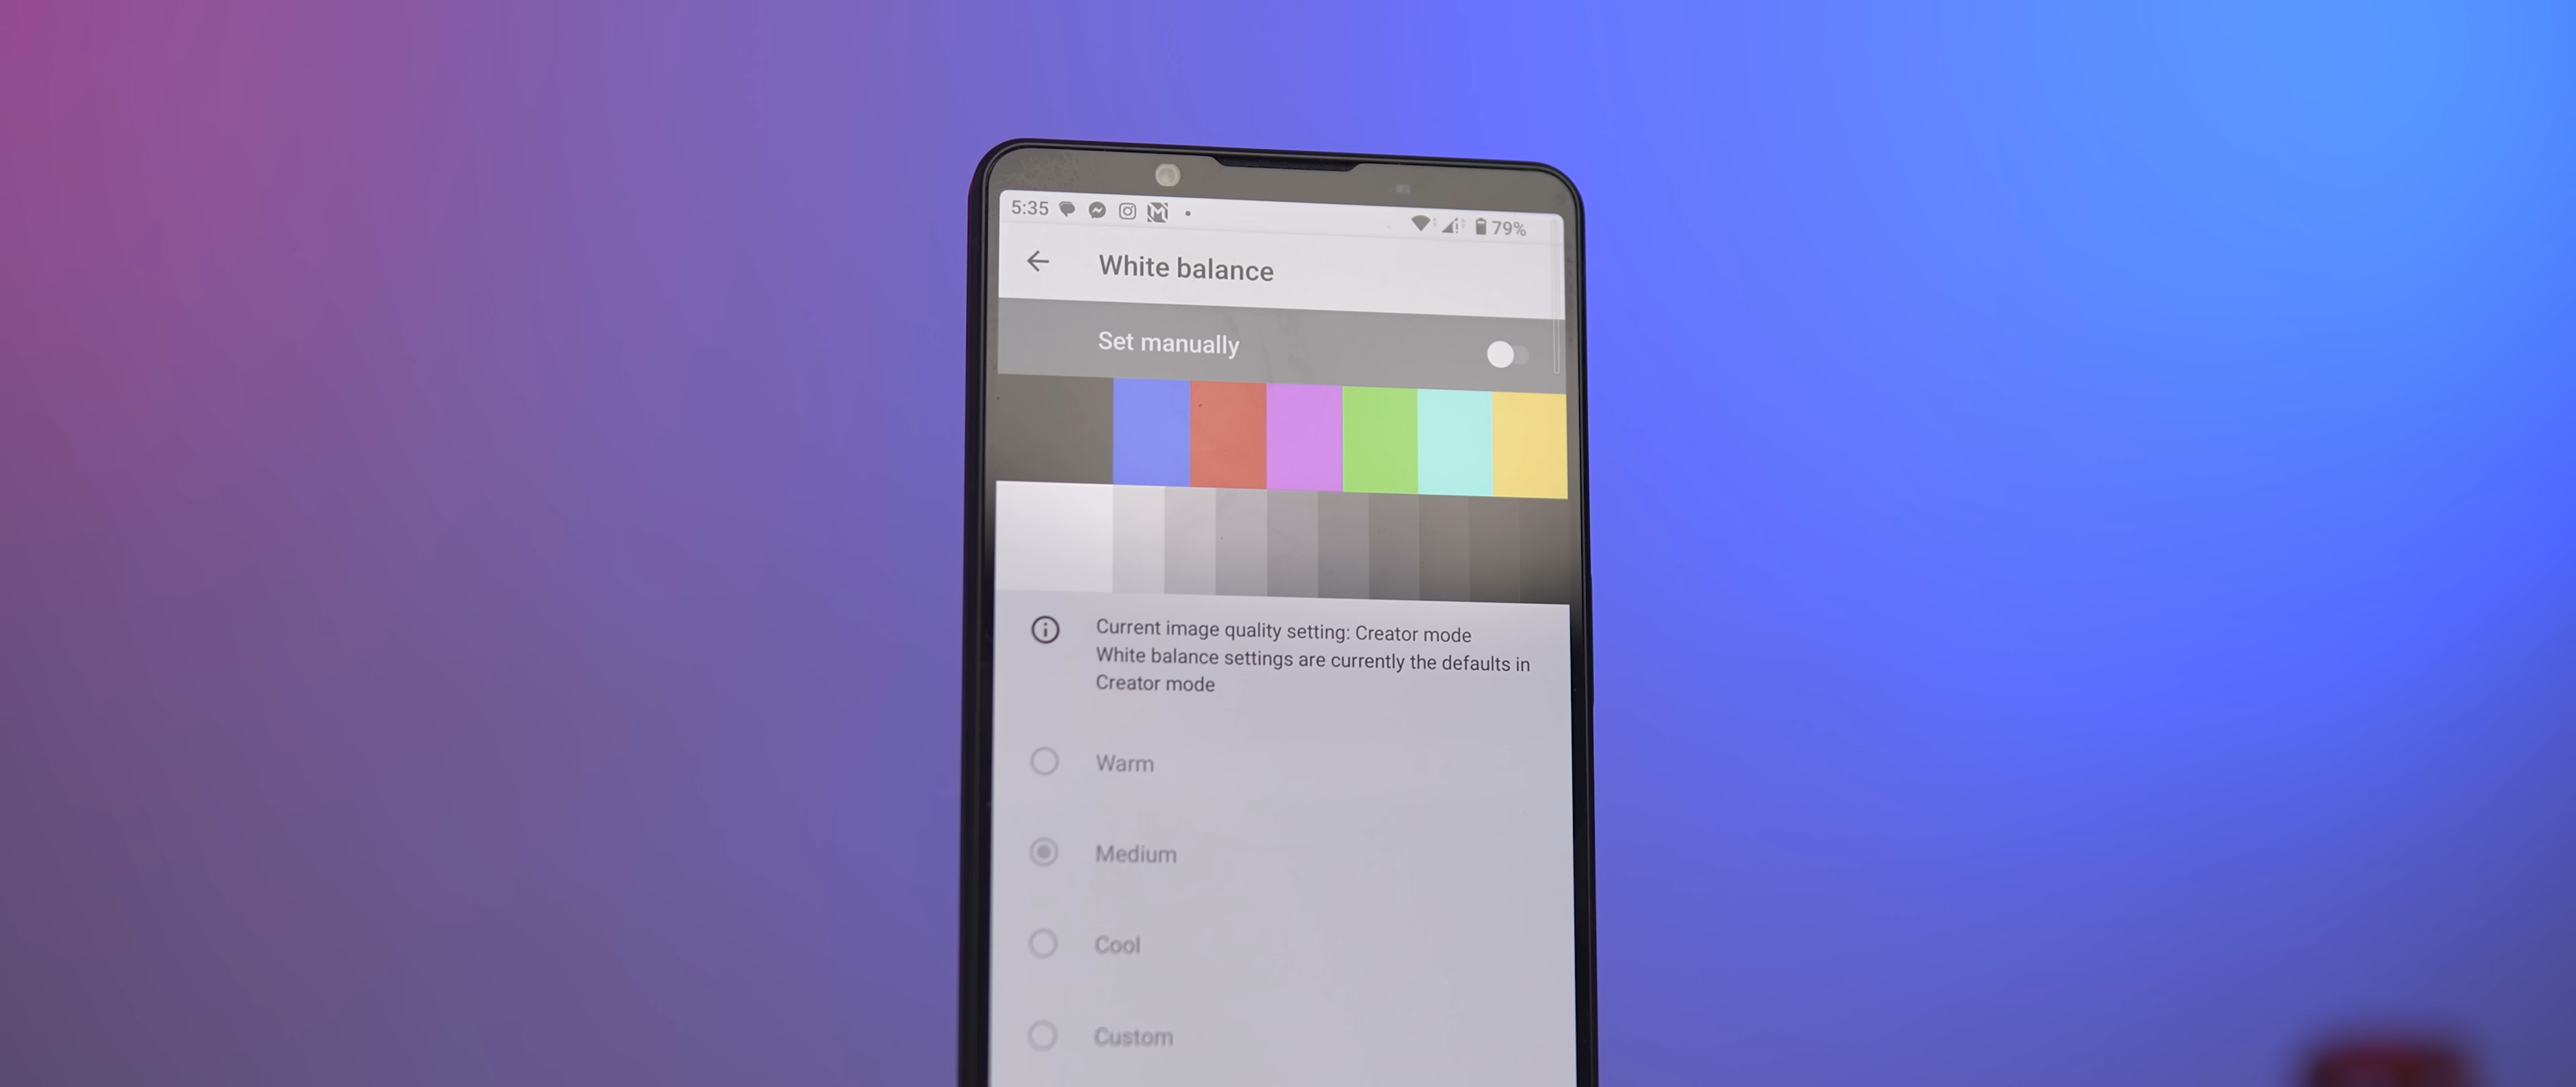 5:35 79%
White balance
Set manually
Current image quality setting: Creator mode
White balance settings are currently the defaults in
Creator mode
Warm
Medium
Cool
Custom